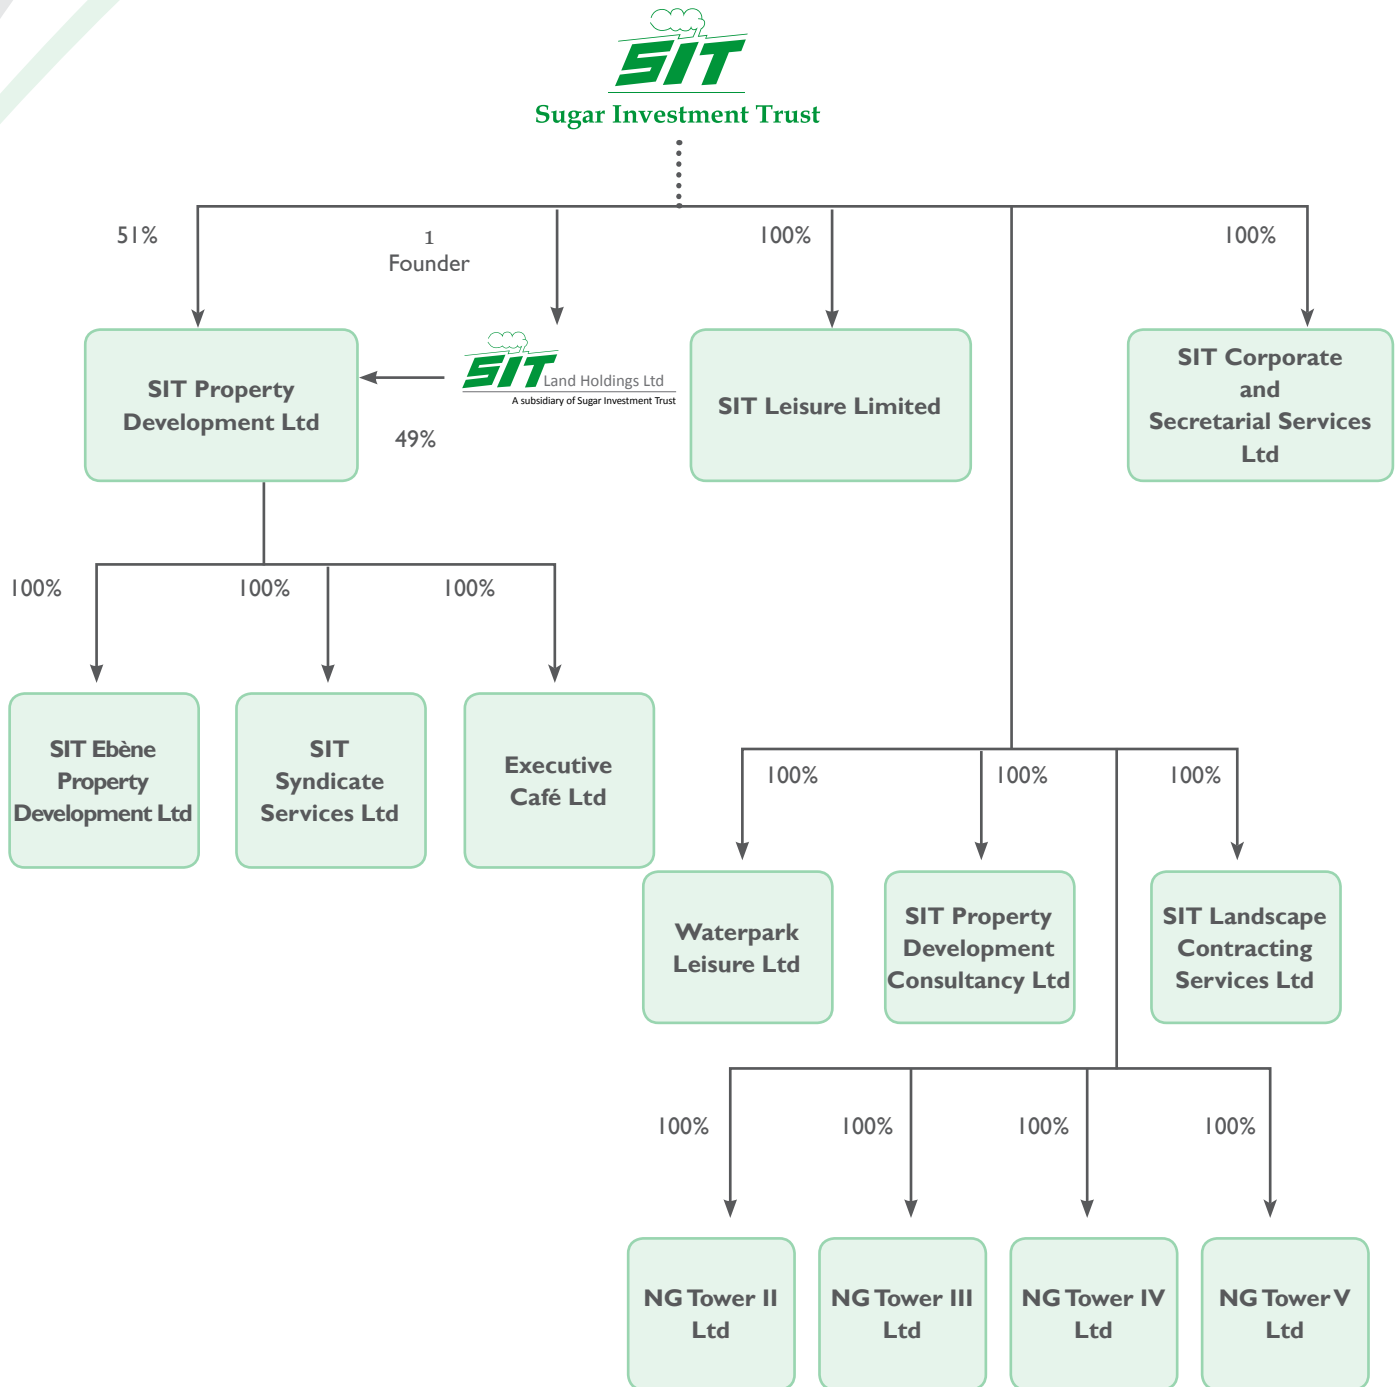 SIT
Sugar Investment Trust
51%
1
Founder
100%
100%
SIT Property
Development Ltd
49%
SIT Land Holdings Ltd
A subsidiary of Sugar Investment Trust
SIT Leisure Limited
SIT Corporate
and
Secretarial Services
Ltd
100%
100%
100%
SIT Ebène
Property
Development Ltd
SIT
Syndicate
Services Ltd
Executive
Café Ltd
100%
100%
100%
Waterpark
Leisure Ltd
SIT Property
Development
Consultancy Ltd
SIT Landscape
Contracting
Services Ltd
100%
100%
100%
100%
NG Tower II
Ltd
NG Tower III
Ltd
NG Tower IV
Ltd
NG Tower V
Ltd